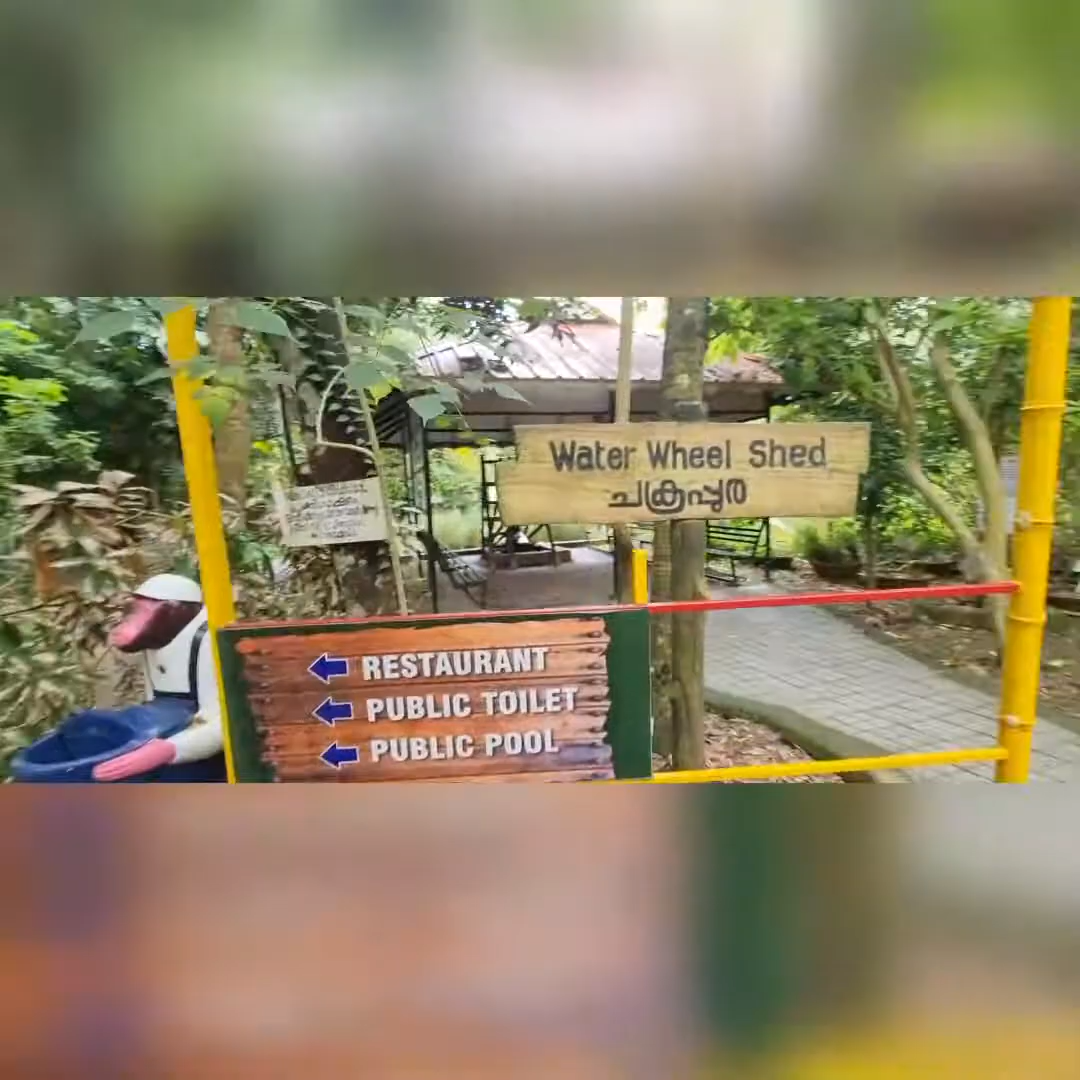 Water Wheel Shed
ചക്രപ്പുര
RESTAURANT
PUBLIC TOILET
PUBLIC POOL